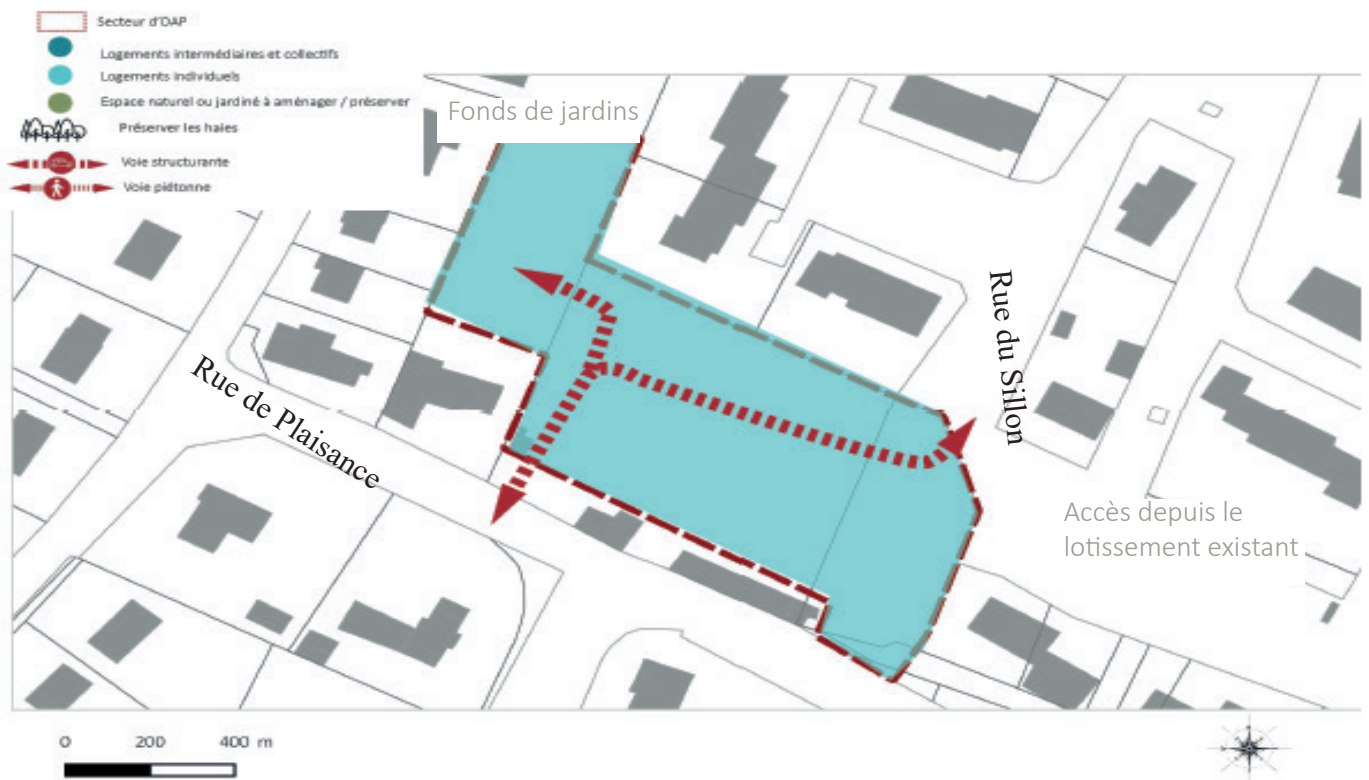 Secteur d'OAP
Logements intermédiaires et collectifs
Logements individuels
Espace naturel ou jardiné à aménager / préserver
Préserver les haies
Voie structurante
Voie piétonne
Fonds de jardins
Rue du Sillon
Rue de Plaisance
Accès depuis le
lotissement existant
0 200 400 m